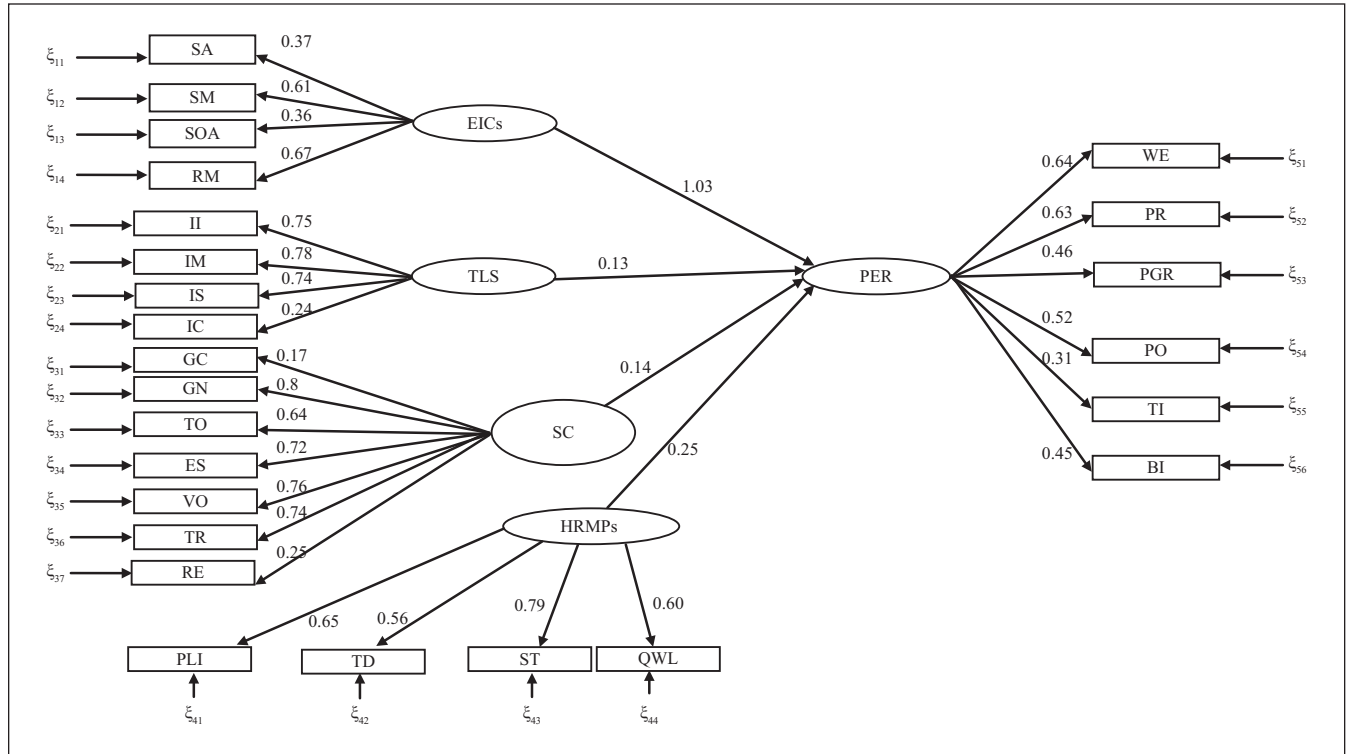 ξ11 SA 0.37
ξ12 SM 0.61
ξ13 SOA 0.36
ξ14 RM 0.67
EICs
1.03
ξ21 II 0.75
ξ22 IM 0.78
ξ23 IS 0.74
ξ24 IC 0.24
TLS
0.13
PER
ξ31 GC 0.17
ξ32 GN 0.8
ξ33 TO 0.64
ξ34 ES 0.72
ξ35 VO 0.76
ξ36 TR 0.74
ξ37 RE 0.25
SC
0.14
0.25
HRMPs
0.65
0.56
0.79
0.60
PLI
TD
ST
QWL
ξ41
ξ42
ξ43
ξ44
0.64 WE ξ51
0.63 PR ξ52
0.46 PGR ξ53
0.52 PO ξ54
0.31 TI ξ55
0.45 BI ξ56